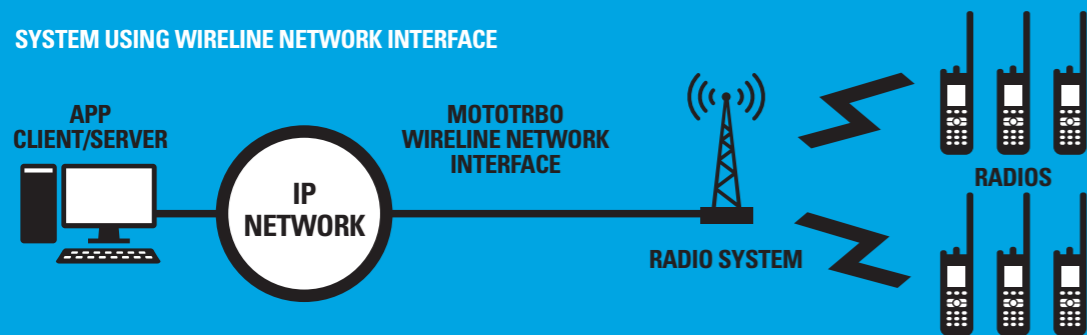 SYSTEM USING WIRELINE NETWORK INTERFACE
APP
CLIENT/SERVER
IP
NETWORK
MOTOTRBO
WIRELINE NETWORK
INTERFACE
RADIO SYSTEM
RADIOS